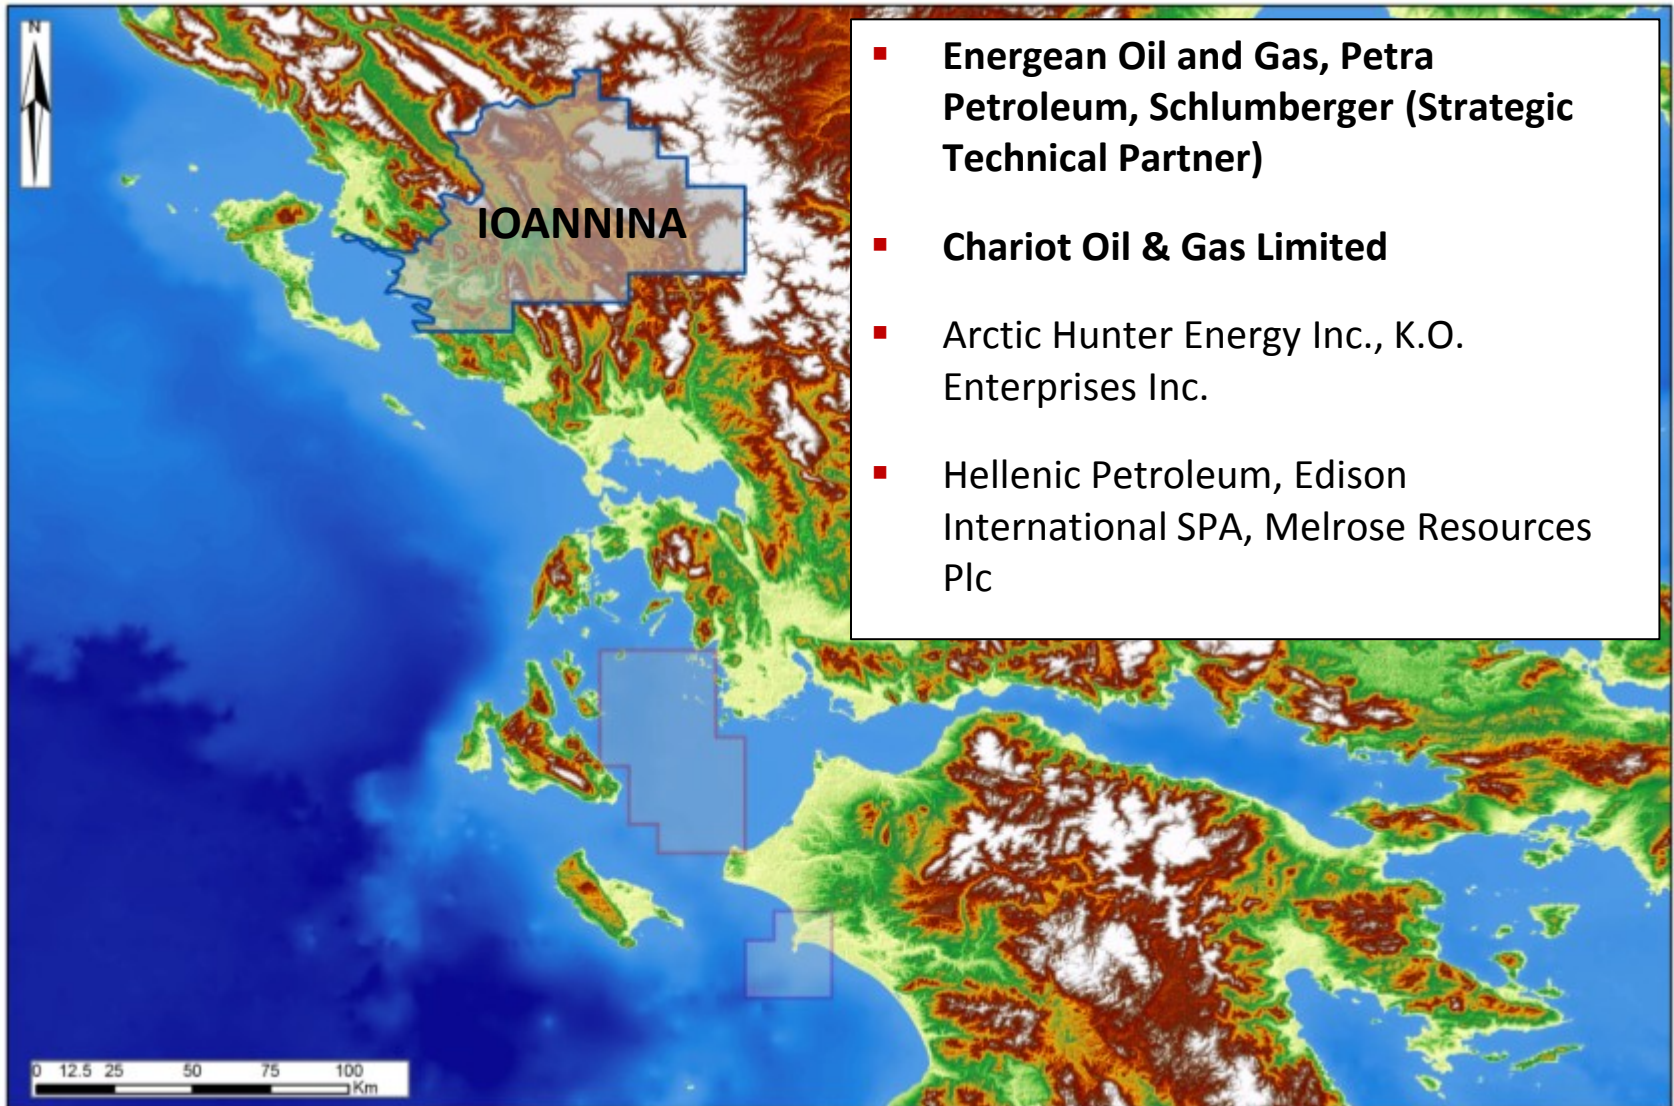 N
Energean Oil and Gas, Petra
Petroleum, Schlumberger (Strategic
Technical Partner)
Chariot Oil & Gas Limited
Arctic Hunter Energy Inc., K.O.
Enterprises Inc.
Hellenic Petroleum, Edison
International SPA, Melrose Resources
Plc
IOANNINA
0 12.5 25 50 75 100
Km